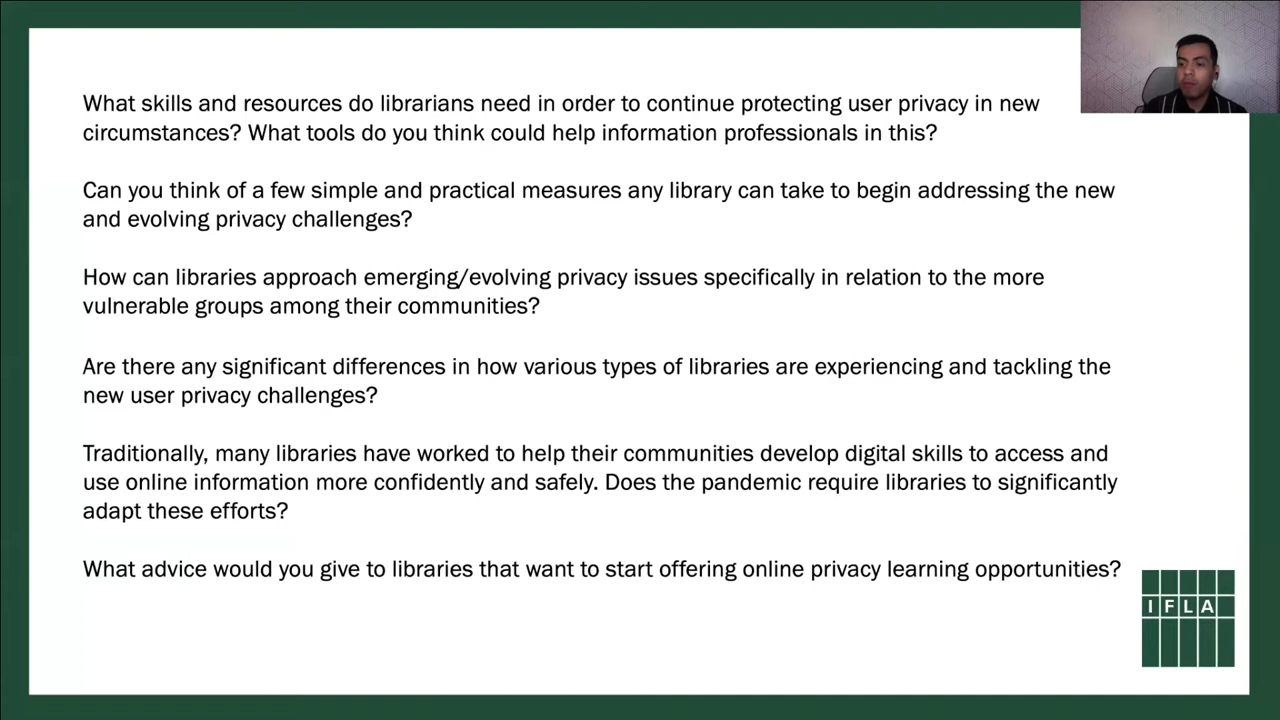 What skills and resources do librarians need in order to continue protecting user privacy in new
circumstances? What tools do you think could help information professionals in this?
Can you think of a few simple and practical measures any library can take to begin addressing the new
and evolving privacy challenges?
How can libraries approach emerging/evolving privacy issues specifically in relation to the more
vulnerable groups among their communities?
Are there any significant differences in how various types of libraries are experiencing and tackling the
new user privacy challenges?
Traditionally, many libraries have worked to help their communities develop digital skills to access and
use online information more confidently and safely. Does the pandemic require libraries to significantly
adapt these efforts?
What advice would you give to libraries that want to start offering online privacy learning opportunities?
IFLA